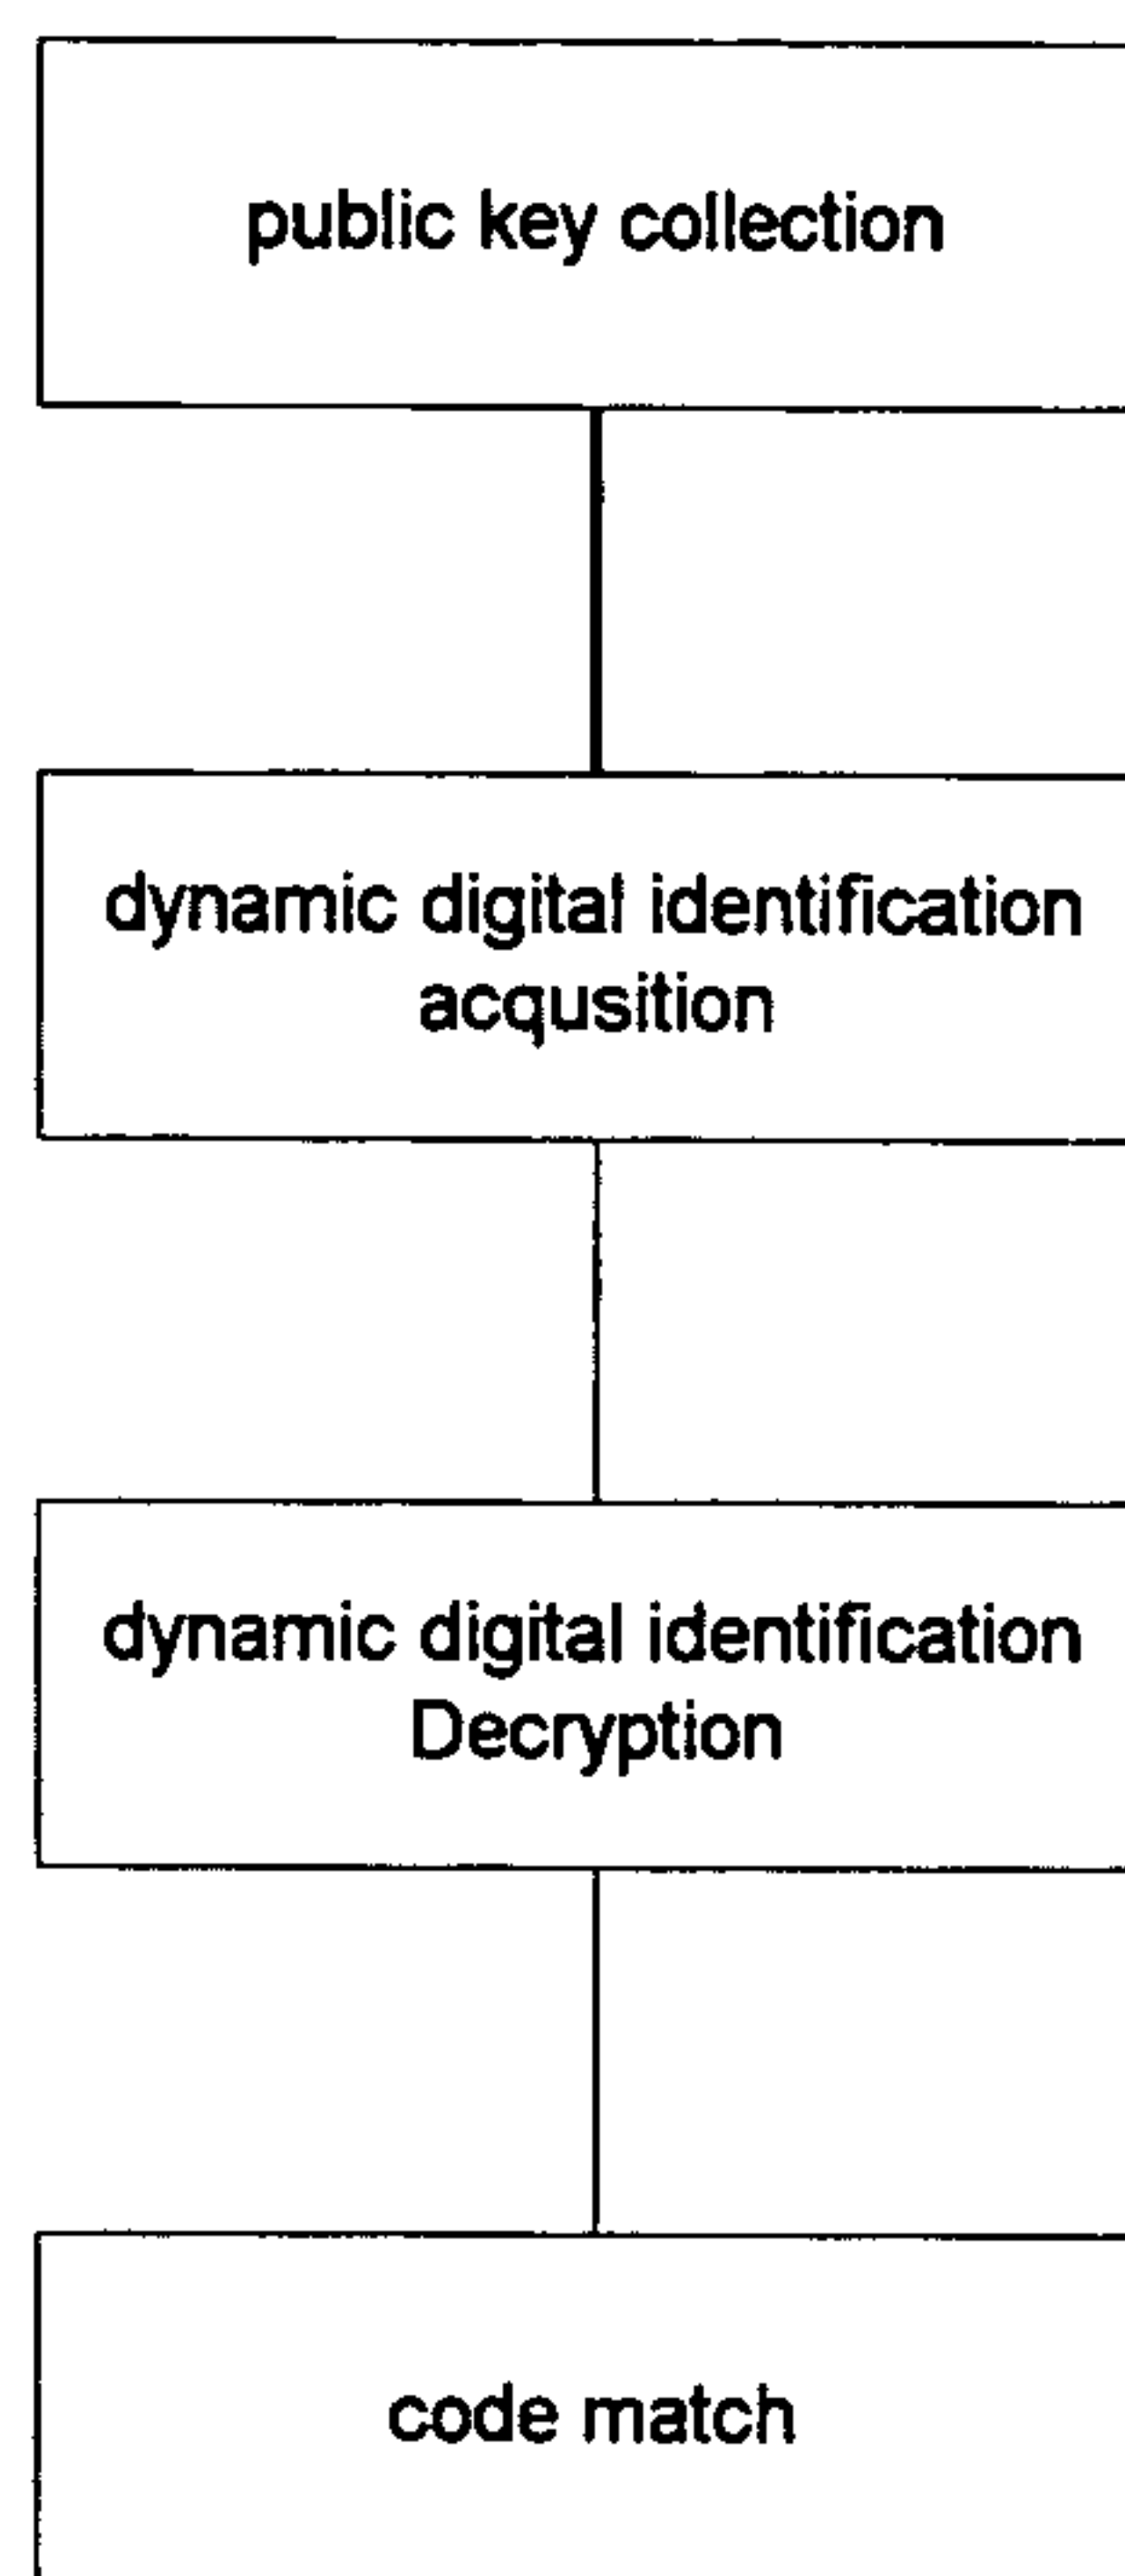 public key collection
dynamic digital identification
acqusition
dynamic digital identification
Decryption
code match